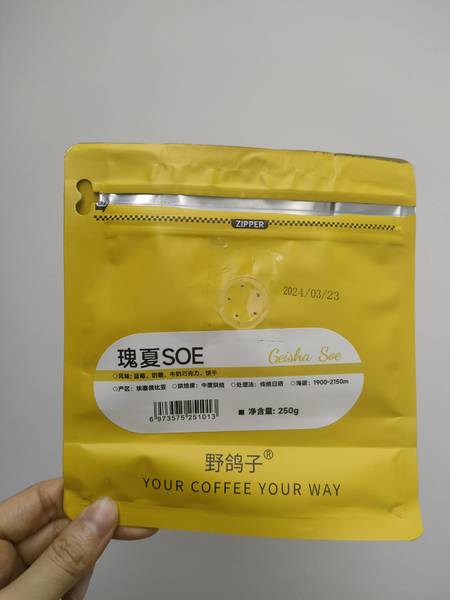 ZIPPER
2024/03/23
瑰夏SOE
Geisha Soe
○风味: 蓝莓、奶糖、牛奶巧克力、饼干
○产区: 埃塞俄比亚 ○烘焙度: 中度烘焙 ○处理法: 传统日晒 ○海拔: 1900-2150m
6 973575 251013
■ 净含量: 250g
野鸽子®
YOUR COFFEE YOUR WAY